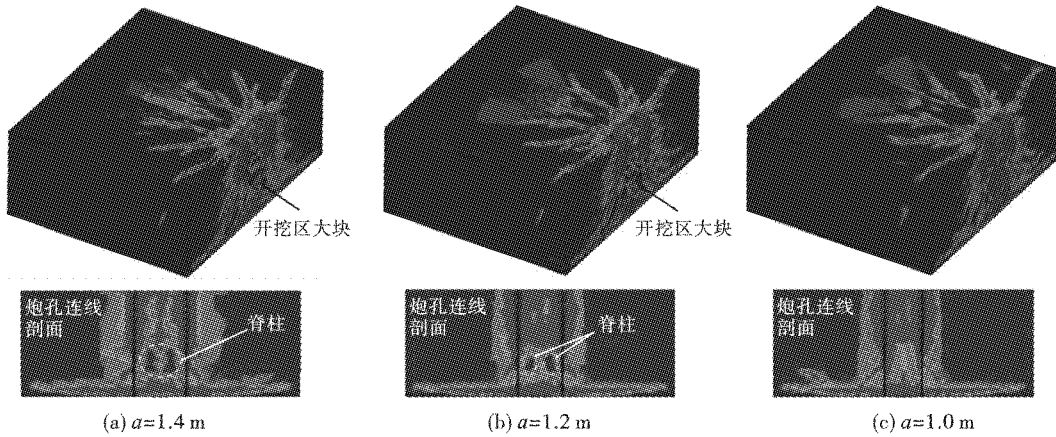 开挖区大块
开挖区大块
炮孔连线
剖面
脊柱
炮孔连线
剖面
脊柱
炮孔连线
剖面
(a) a=1.4 m
(b) a=1.2 m
(c) a=1.0 m